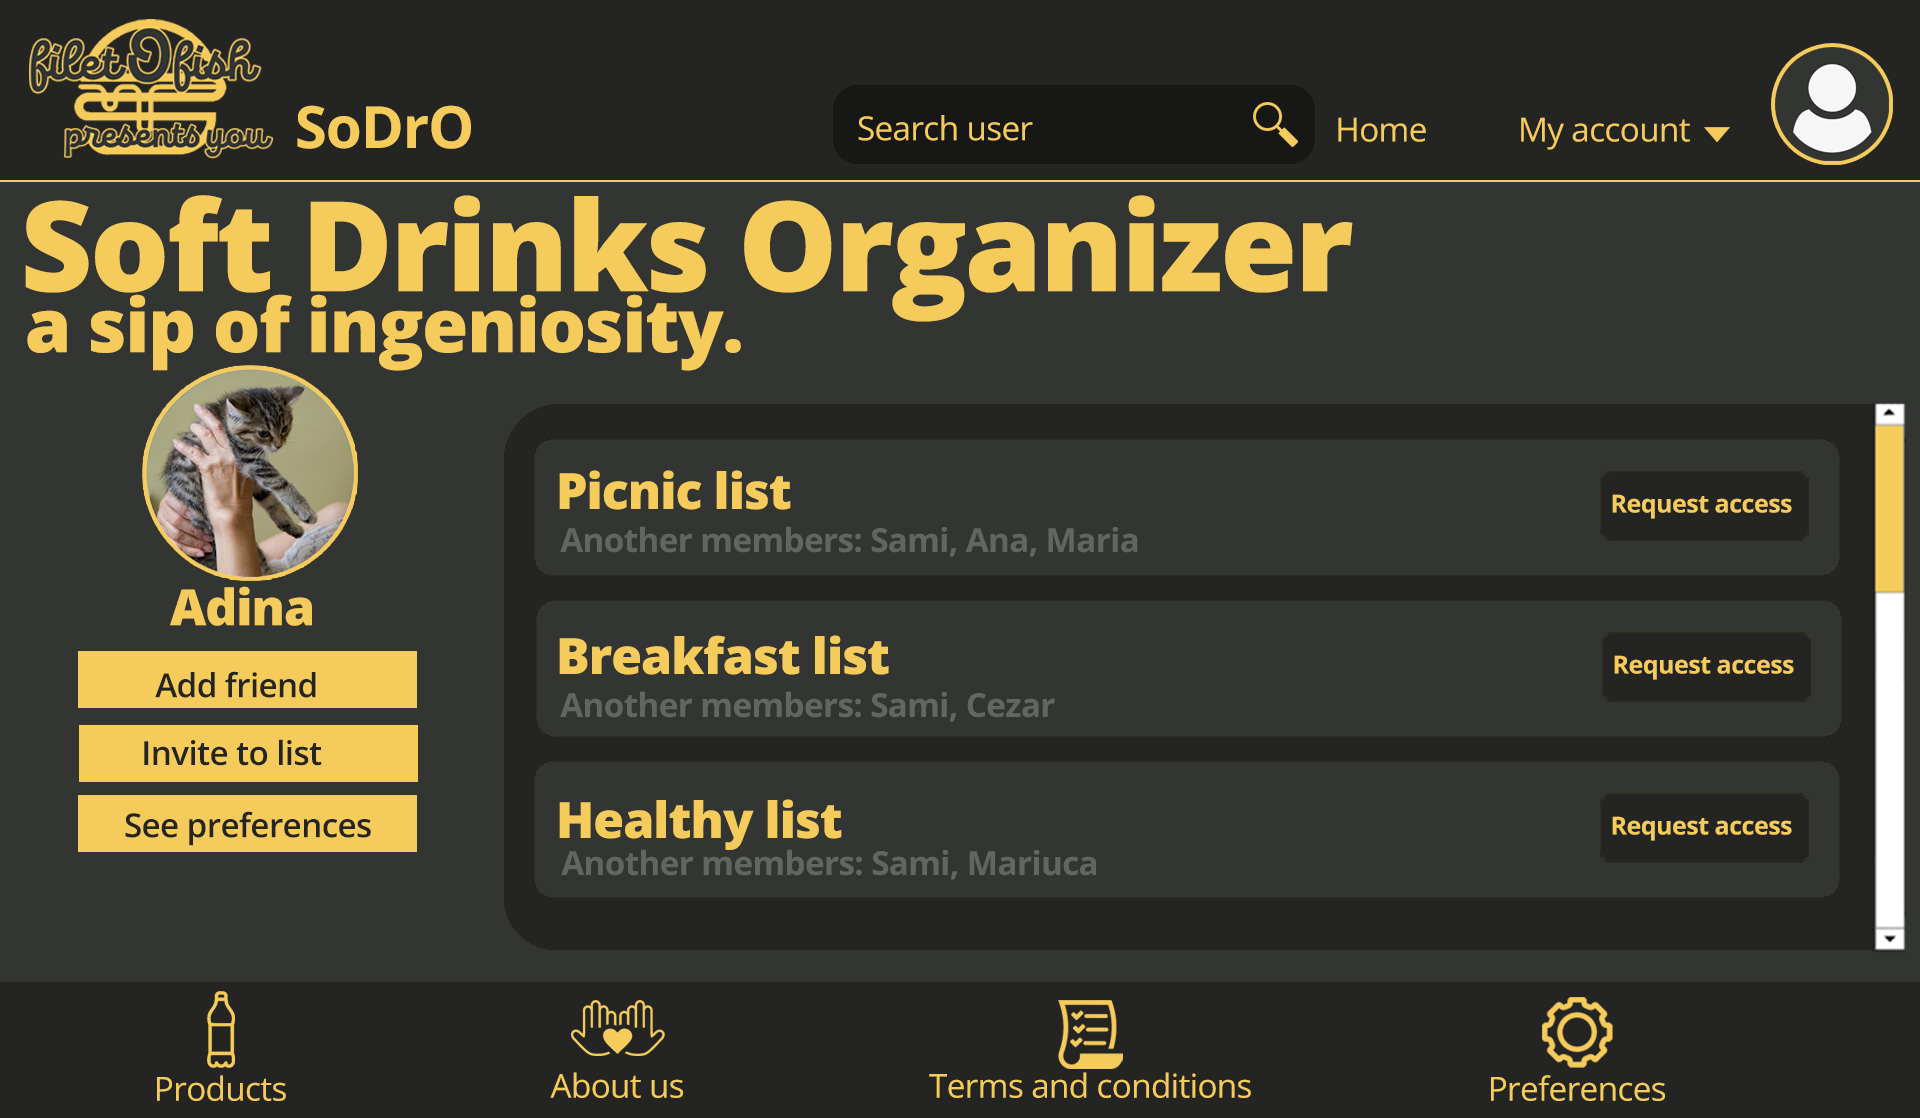 filet O fish
presents you
SoDrO
Search user
Home
My account
Soft Drinks Organizer
a sip of ingeniosity.
Adina
Add friend
Invite to list
See preferences
Picnic list
Another members: Sami, Ana, Maria
Request access
Breakfast list
Another members: Sami, Cezar
Request access
Healthy list
Another members: Sami, Mariuca
Request access
Products
About us
Terms and conditions
Preferences